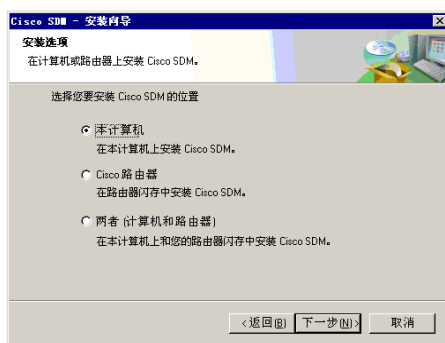 Cisco SDM - 安装向导
安装选项
在计算机或路由器上安装 Cisco SDM。
选择您要安装 Cisco SDM 的位置
本计算机
在本计算机上安装 Cisco SDM。
Cisco 路由器
在路由器闪存中安装 Cisco SDM。
两者 (计算机和路由器)
在本计算机上和您的路由器闪存中安装 Cisco SDM。
<返回(B) 下一步(N)> 取消